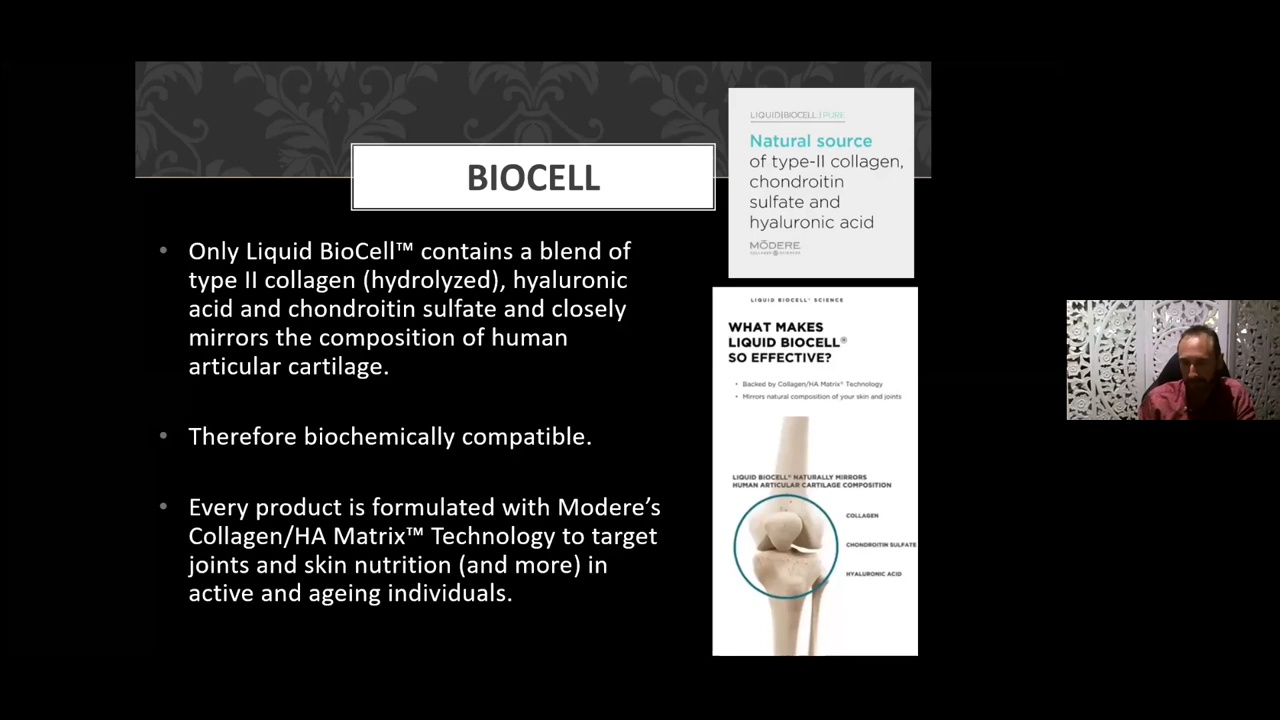 BIOCELL
• Only Liquid BioCell™ contains a blend of
type II collagen (hydrolyzed), hyaluronic
acid and chondroitin sulfate and closely
mirrors the composition of human
articular cartilage.
• Therefore biochemically compatible.
• Every product is formulated with Modere’s
Collagen/HA Matrix™ Technology to target
joints and skin nutrition (and more) in
active and ageing individuals.
LIQUID|BIOCELL|PURE
Natural source
of type-II collagen,
chondroitin
sulfate and
hyaluronic acid
MŌDERE
COLLAGEN SCIENCES
LIQUID BIOCELL® SCIENCE
WHAT MAKES
LIQUID BIOCELL®
SO EFFECTIVE?
• Backed by Collagen/HA Matrix® Technology
• Mirrors natural composition of your skin and joints
LIQUID BIOCELL® NATURALLY MIRRORS
HUMAN ARTICULAR CARTILAGE COMPOSITION
COLLAGEN
CHONDROITIN SULFATE
HYALURONIC ACID